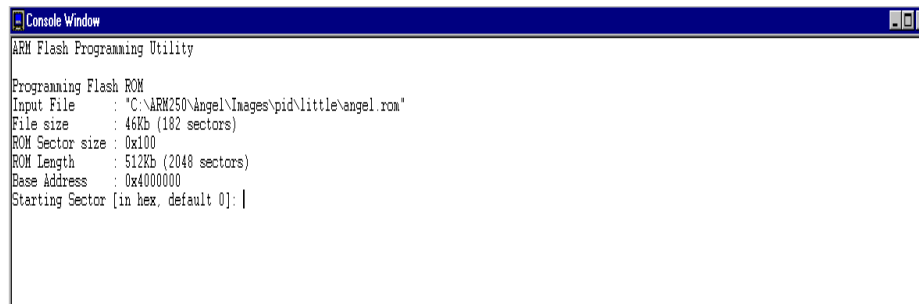 Console Window
ARM Flash Programming Utility
Programming Flash ROM
Input File : "C:\ARM250\Angel\Images\pid\little\angel.rom"
File size : 46Kb (182 sectors)
ROM Sector size : 0x100
ROM Length : 512Kb (2048 sectors)
Base Address : 0x4000000
Starting Sector [in hex, default 0]: